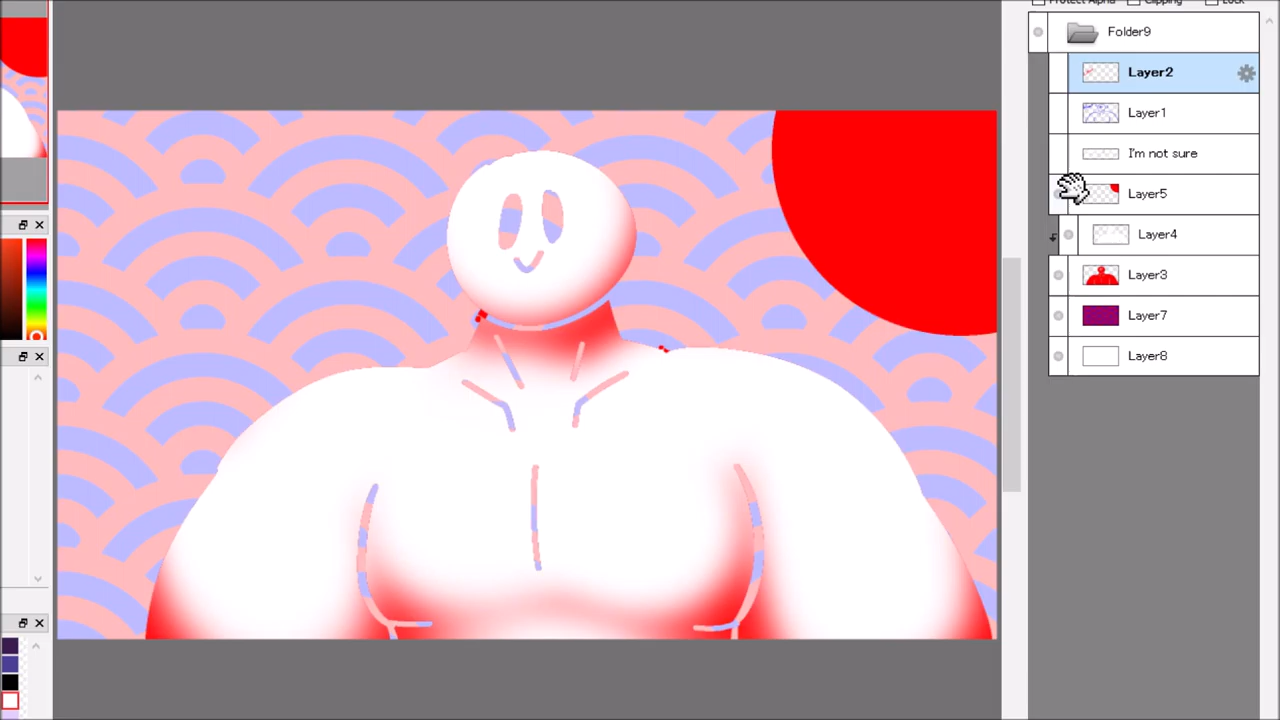 Protect Alpha Clipping Lock
Folder9
Layer2
Layer1
I'm not sure
Layer5
Layer4
Layer3
Layer7
Layer8